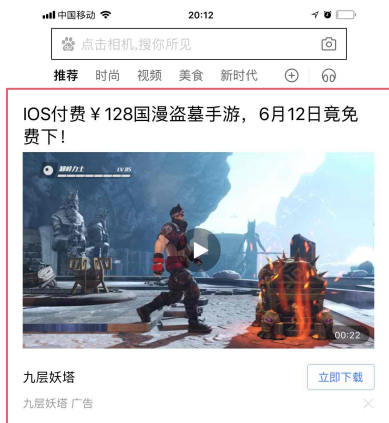 中国移动
20:12
点击相机,搜你所见
推荐 时尚 视频 美食 新时代
IOS付费￥128国漫盗墓手游，6月12日竟免
费下！
LV.85
00:22
九层妖塔
立即下载
九层妖塔 广告